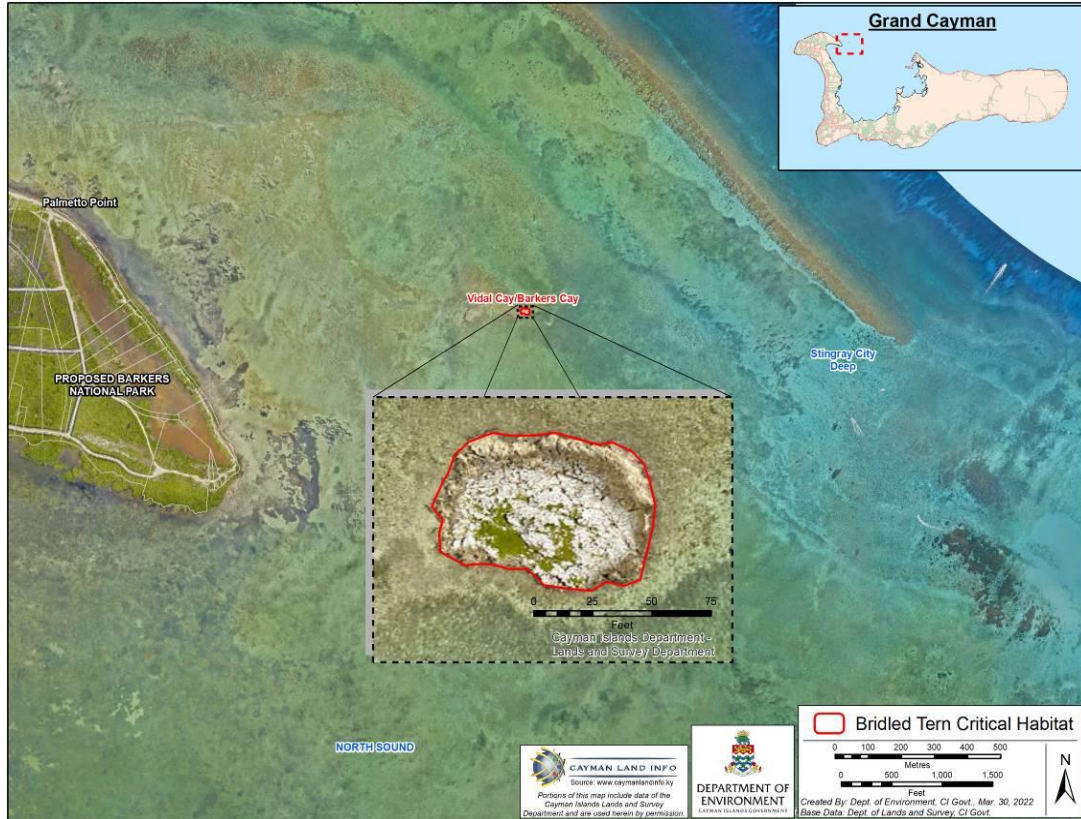 Grand Cayman
Palmetto Point
Vidal Cay/Barkers Cay
Stingray City
Deep
PROPOSED BARKERS
NATIONAL PARK
0 25 50 75
Feet
Cayman Islands Department -
Lands and Survey Department
NORTH SOUND
CAYMAN LAND INFO
Source: www.caymanlandinfo.ky
Portions of this map include data of the
Cayman Islands Lands and Survey
Department and are used herein by permission.
DEPARTMENT OF
ENVIRONMENT
CAYMAN ISLANDS GOVERNMENT
Bridled Tern Critical Habitat
0 100 200 300 400 500
Metres
0 500 1,000 1,500
Feet
N
Created By: Dept. of Environment, CI Govt., Mar. 30, 2022
Base Data: Dept. of Lands and Survey, CI Govt.